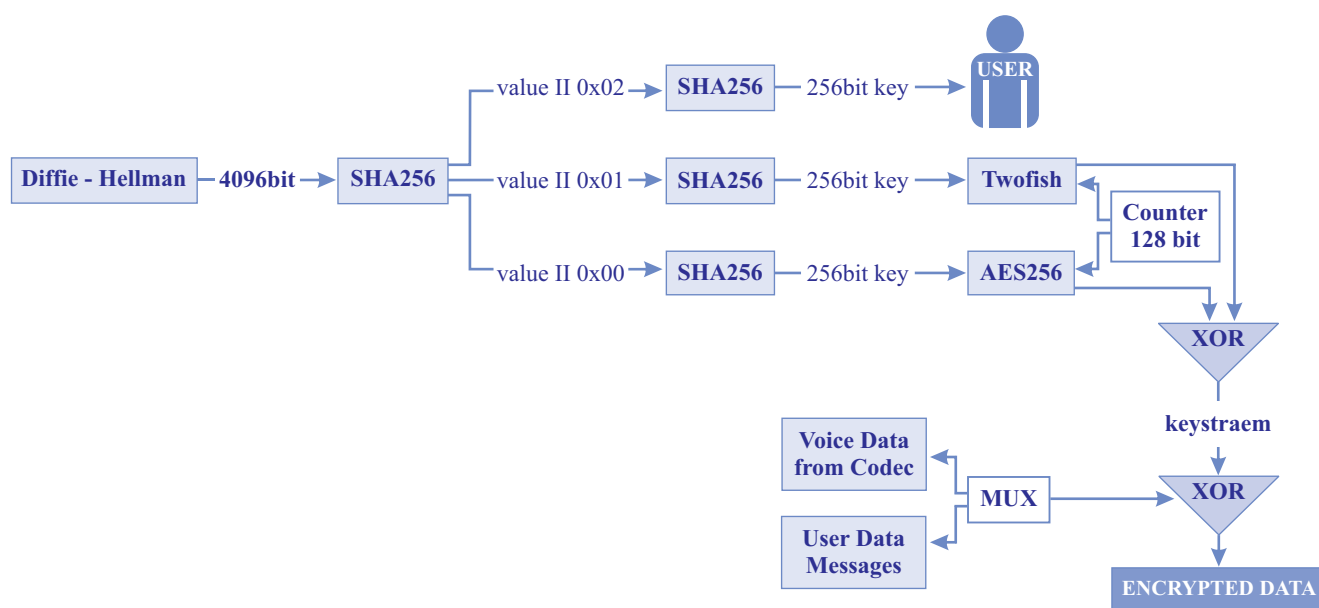 USER
value II 0x02
SHA256
256bit key
Diffie - Hellman
4096bit
SHA256
value II 0x01
SHA256
256bit key
Twofish
Counter
128 bit
value II 0x00
SHA256
256bit key
AES256
XOR
keystraem
Voice Data
from Codec
MUX
XOR
User Data
Messages
ENCRYPTED DATA